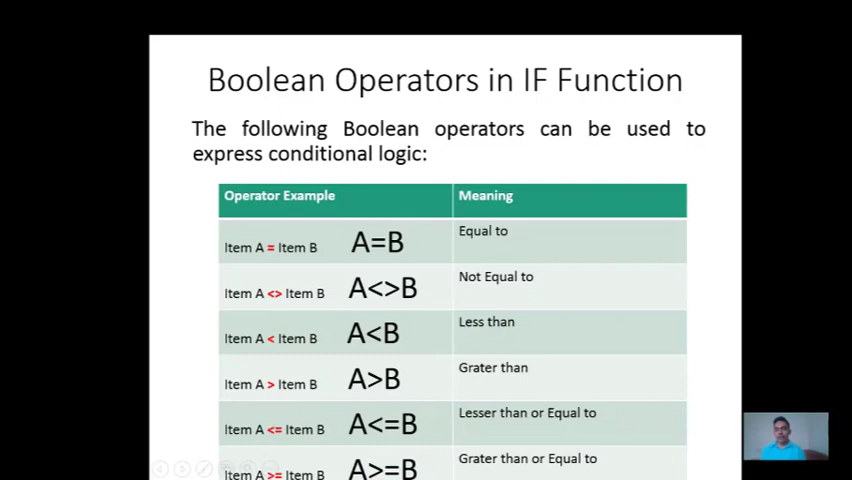 Boolean Operators in IF Function
The following Boolean operators can be used to
express conditional logic:
Operator Example Meaning
Item A = Item B A=B Equal to
Item A <> Item B A<>B Not Equal to
Item A < Item B A<B Less than
Item A > Item B A>B Grater than
Item A <= Item B A<=B Lesser than or Equal to
Item A >= Item B A>=B Grater than or Equal to